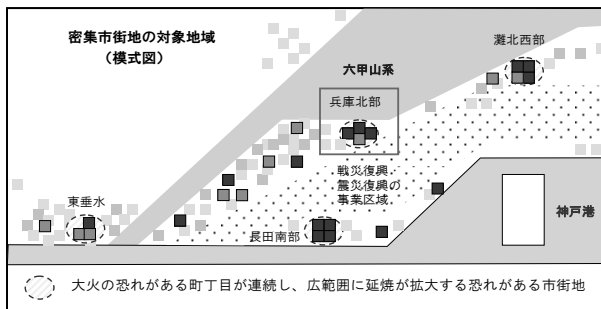 密集市街地の対象地域
（模式図）
灘北西部
六甲山系
兵庫北部
戦災復興、
震災復興の
事業区域
東垂水
長田南部
神戸港
大火の恐れがある町丁目が連続し、広範囲に延焼が拡大する恐れがある市街地